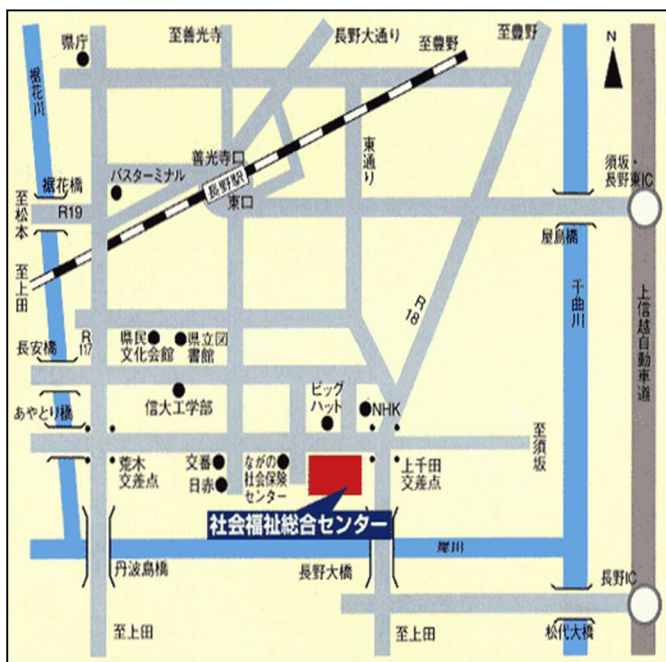 至善光寺
長野大通り
至豊野
至豊野
N
県庁
裾花川
善光寺口
東通り
須坂・
長野東IC
バスターミナル
長野駅
裾花橋
東口
R19
至松本
屋島橋
至上田
千曲川
上信越自動車道
R
18
R
117
県民
文化会館
県立図
書館
長安橋
信大工学部
ビッグ
ハット
NHK
あやとり橋
至須坂
荒木
交差点
交番
日赤
ながの
社会保険
センター
上千田
交差点
社会福祉総合センター
犀川
丹波島橋
長野大橋
長野IC
至上田
至上田
松代大橋